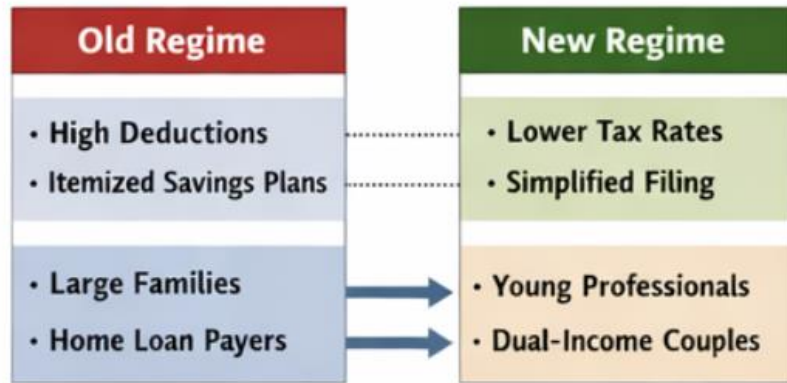 Old Regime
• High Deductions
• Itemized Savings Plans
• Large Families
• Home Loan Payers
New Regime
• Lower Tax Rates
• Simplified Filing
• Young Professionals
• Dual-Income Couples